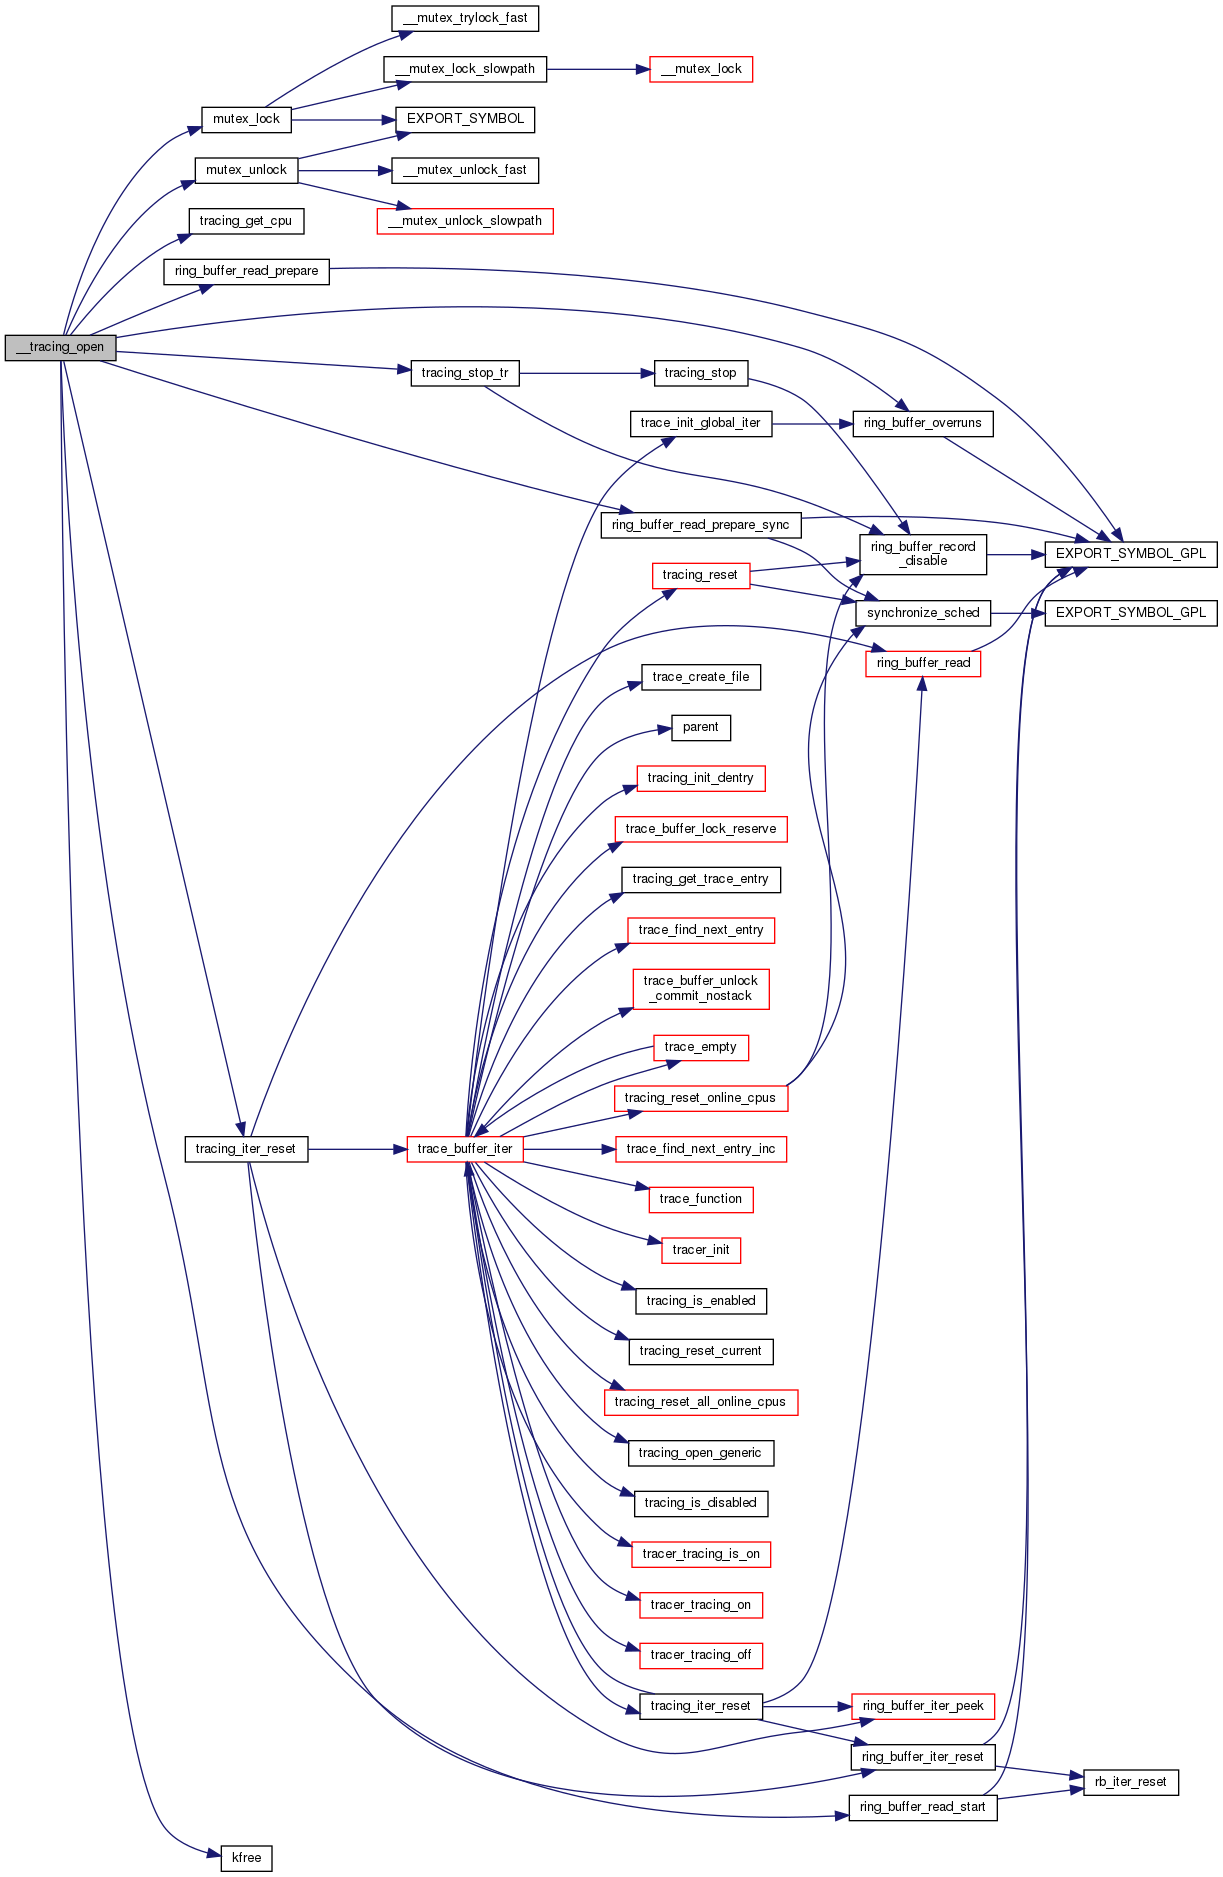 __mutex_trylock_fast
__mutex_lock_slowpath
__mutex_lock
mutex_lock
EXPORT_SYMBOL
mutex_unlock
__mutex_unlock_fast
tracing_get_cpu
__mutex_unlock_slowpath
ring_buffer_read_prepare
__tracing_open
tracing_stop_tr
tracing_stop
trace_init_global_iter
ring_buffer_overruns
ring_buffer_read_prepare_sync
ring_buffer_record
_disable
EXPORT_SYMBOL_GPL
tracing_reset
synchronize_sched
EXPORT_SYMBOL_GPL
ring_buffer_read
trace_create_file
parent
tracing_init_dentry
trace_buffer_lock_reserve
tracing_get_trace_entry
trace_find_next_entry
trace_buffer_unlock
_commit_nostack
trace_empty
tracing_reset_online_cpus
tracing_iter_reset
trace_buffer_iter
trace_find_next_entry_inc
trace_function
tracer_init
tracing_is_enabled
tracing_reset_current
tracing_reset_all_online_cpus
tracing_open_generic
tracing_is_disabled
tracer_tracing_is_on
tracer_tracing_on
tracer_tracing_off
tracing_iter_reset
ring_buffer_iter_peek
ring_buffer_iter_reset
rb_iter_reset
ring_buffer_read_start
kfree